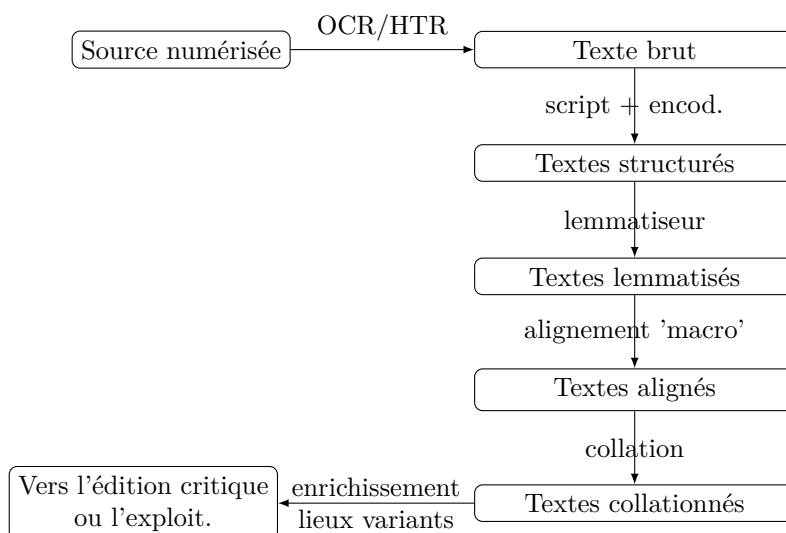 OCR/HTR
Source numérisée
Texte brut
script + encod.
Textes structurés
lemmatiseur
Textes lemmatisés
alignement 'macro'
Textes alignés
collation
Textes collationnés
enrichissement
lieux variants
Vers l'édition critique
ou l'exploit.